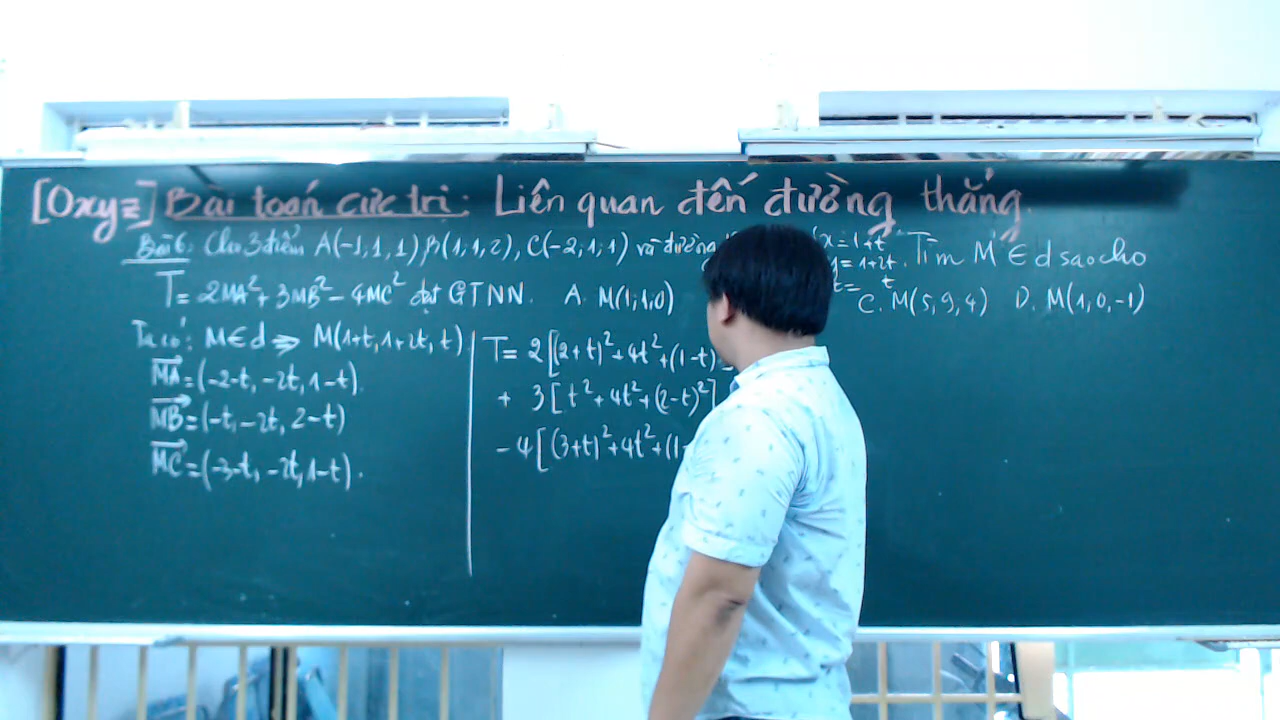 [Oxyz] Bài toán cực trị: Liên quan đến đường thẳng.
Bài 6: Cho 3 điểm A(-1,1,1) B(1,1,2), C(-2,1,1) và đường x=1+t
y=1+2t. Tìm M ∈ d sao cho
T = 2MA² + 3MB² - 4MC² đạt GTNN. A. M(1,1,0) C. M(5,9,4) D. M(1,0,-1)
Ta có: M∈d => M(1+t,1+2t,t)
MA = (-2-t, -2t, 1-t).
MB = (-t, -2t, 2-t)
MC = (-3-t, -2t, 1-t).
T = 2[(2+t)²+4t²+(1-t)
+ 3[t²+4t²+(2-t)²]
- 4[(3+t)²+4t²+(1-